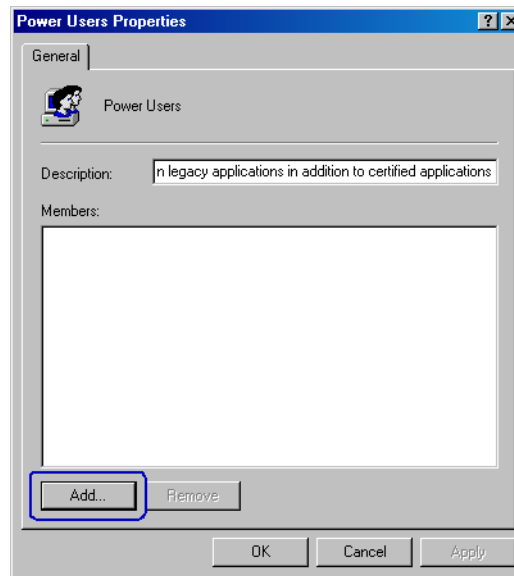 Power Users Properties
General
Power Users
Description: n legacy applications in addition to certified applications
Members:
Add... Remove
OK Cancel Apply